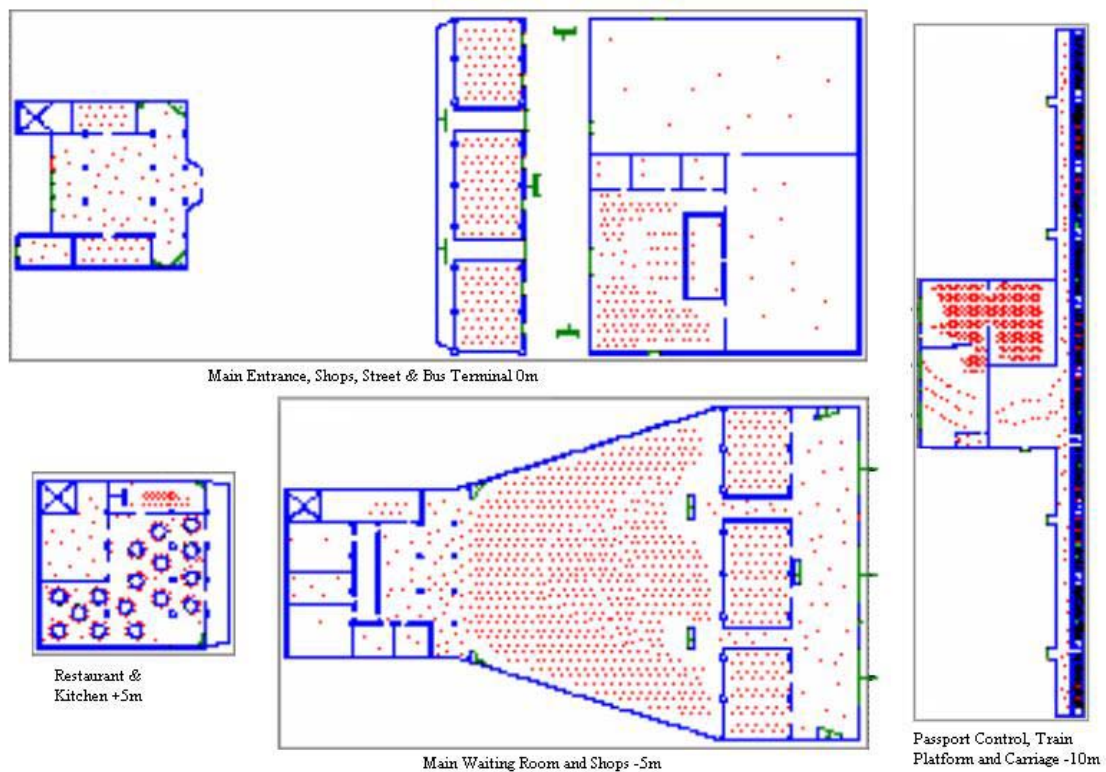 Main Entrance, Shops, Street & Bus Terminal 0m
Restaurant &
Kitchen +5m
Main Waiting Room and Shops -5m
Passport Control, Train
Platform and Carriage -10m